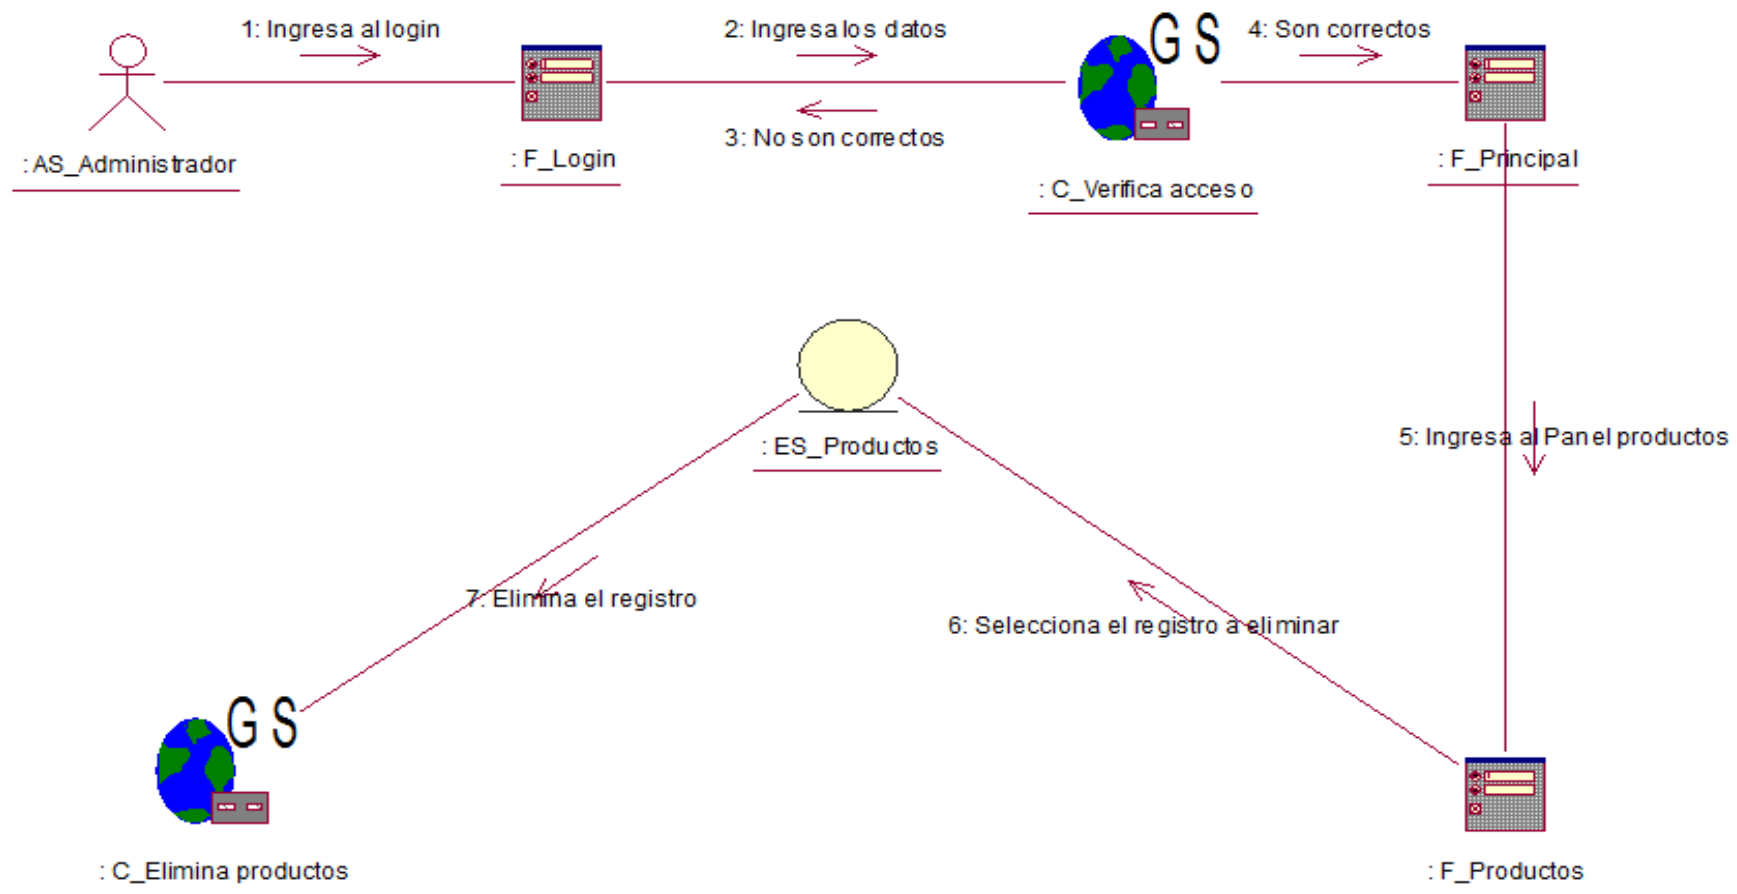 1: Ingresa al login
2: Ingresa los datos
G S
4: Son correctos
3: No son correctos
: AS_Administrador
: F_Login
: C_Verifica acceso
: F_Principal
: ES_Productos
5: Ingresa al Panel productos
7: Elimina el registro
6: Selecciona el registro a eliminar
G S
: C_Elimina productos
: F_Productos